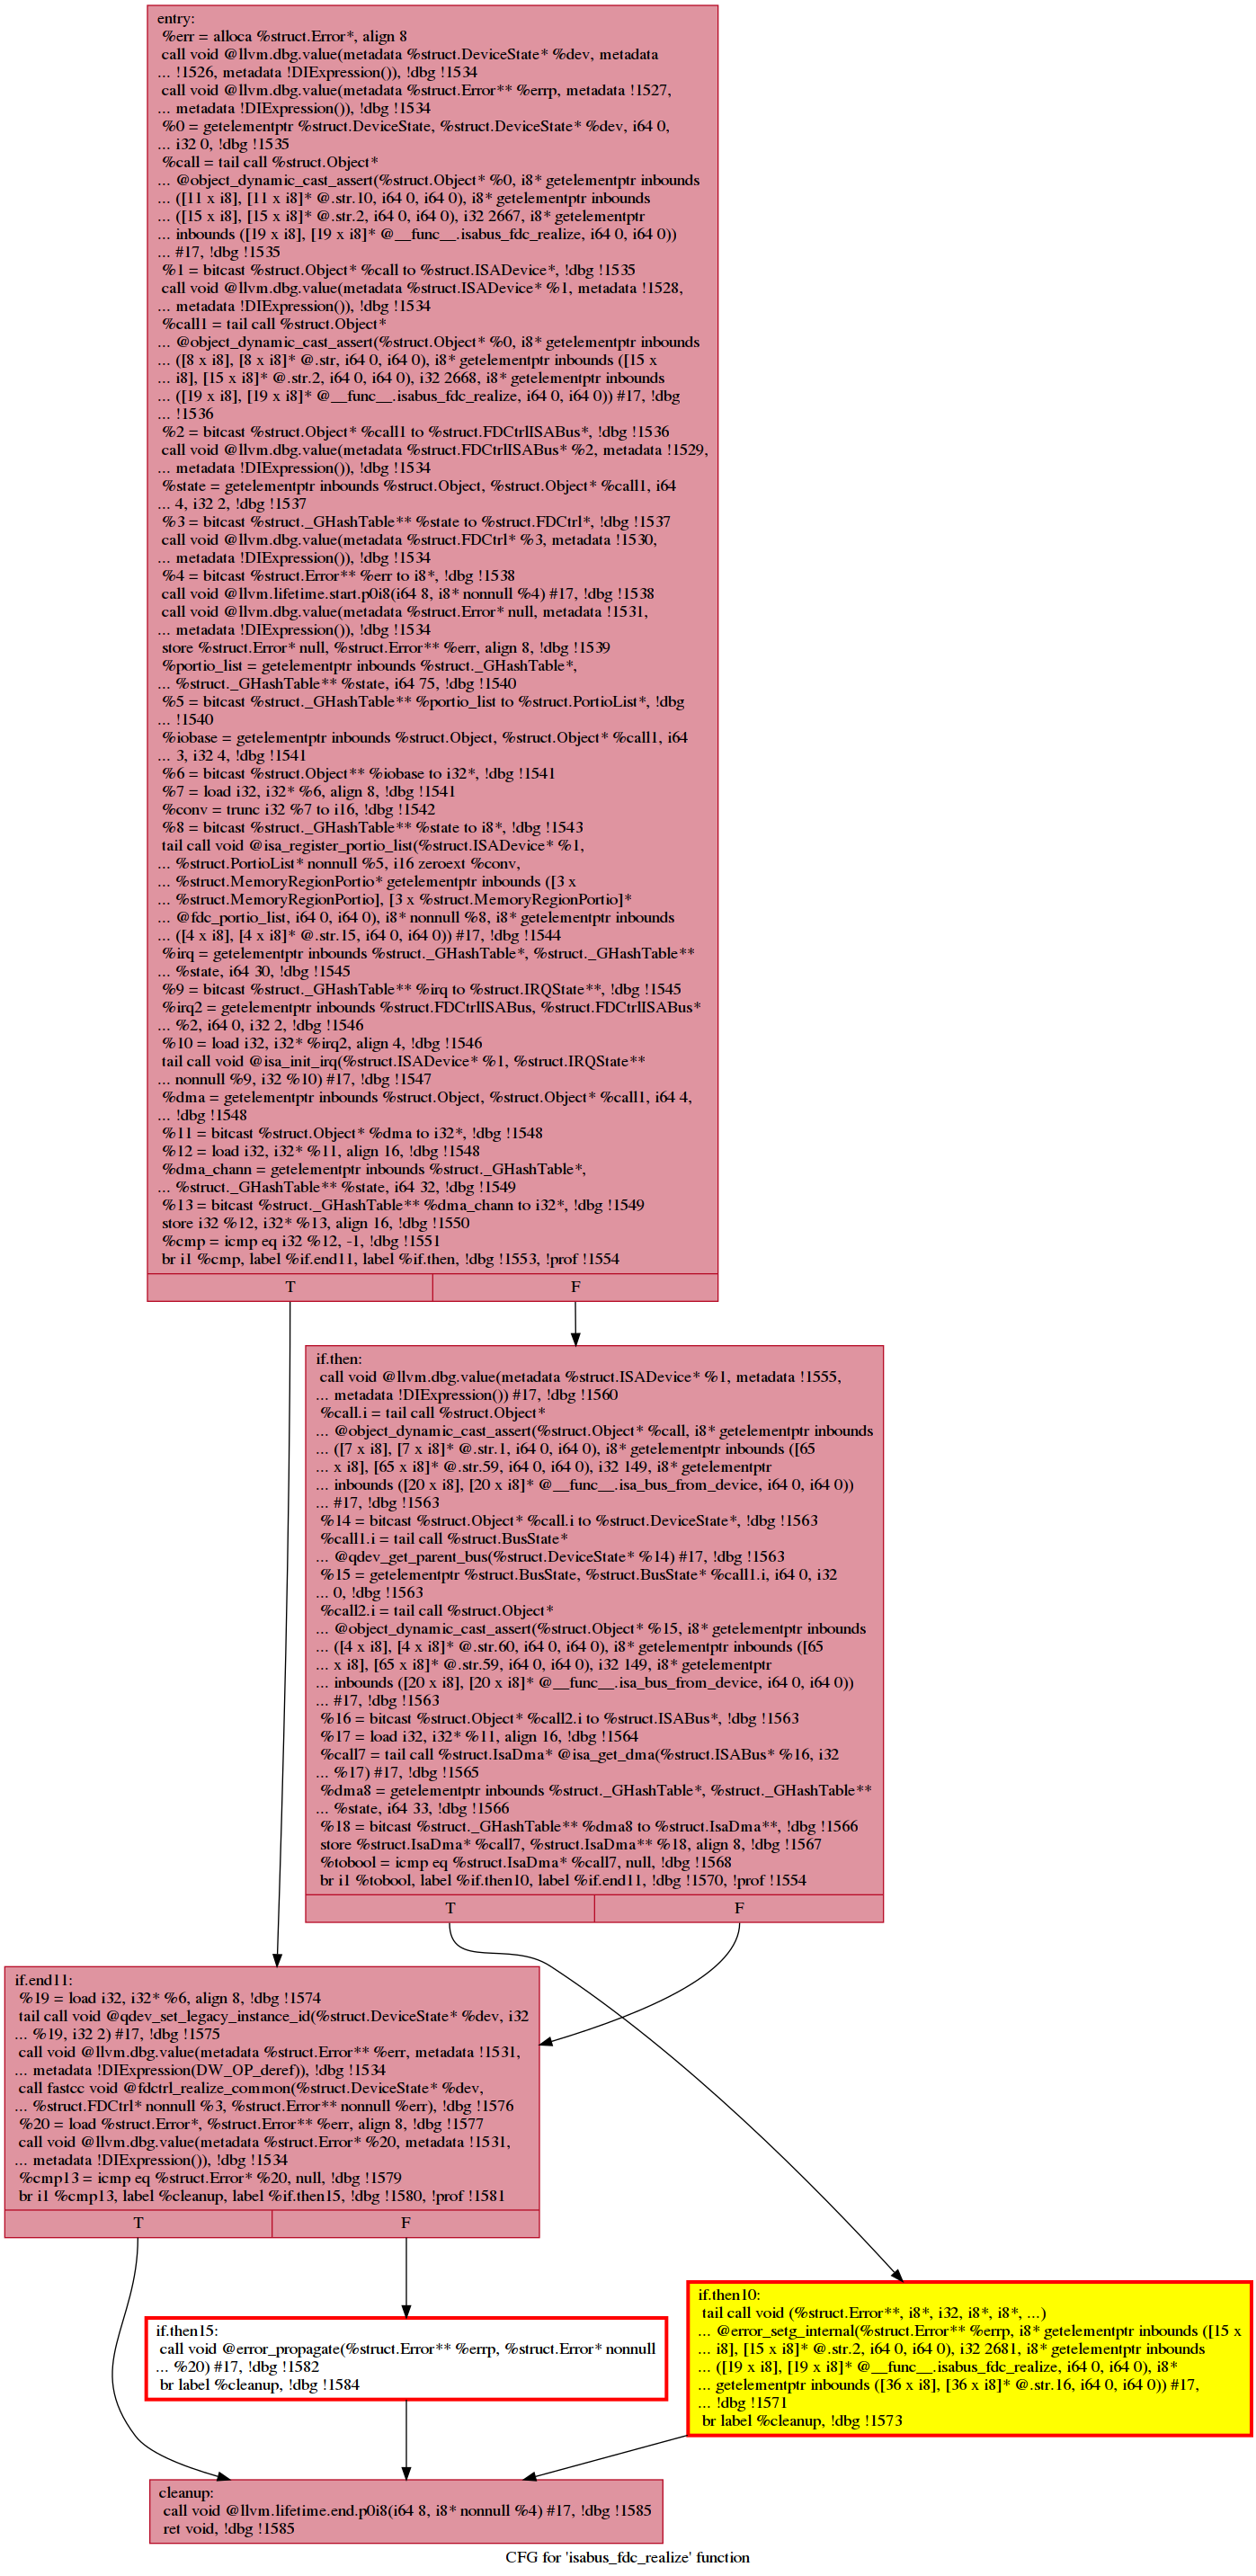 entry:
%err = alloca %struct.Error*, align 8
call void @llvm.dbg.value(metadata %struct.DeviceState* %dev, metadata
... !1526, metadata !DIExpression()), !dbg !1534
call void @llvm.dbg.value(metadata %struct.Error** %errp, metadata !1527,
... metadata !DIExpression()), !dbg !1534
%0 = getelementptr %struct.DeviceState, %struct.DeviceState* %dev, i64 0,
... i32 0, !dbg !1535
%call = tail call %struct.Object*
... @object_dynamic_cast_assert(%struct.Object* %0, i8* getelementptr inbounds
... ([11 x i8], [11 x i8]* @.str.10, i64 0, i64 0), i8* getelementptr inbounds
... ([15 x i8], [15 x i8]* @.str.2, i64 0, i64 0), i32 2667, i8* getelementptr
... inbounds ([19 x i8], [19 x i8]* @__func__.isabus_fdc_realize, i64 0, i64 0))
... #17, !dbg !1535
%1 = bitcast %struct.Object* %call to %struct.ISADevice*, !dbg !1535
call void @llvm.dbg.value(metadata %struct.ISADevice* %1, metadata !1528,
... metadata !DIExpression()), !dbg !1534
%call1 = tail call %struct.Object*
... @object_dynamic_cast_assert(%struct.Object* %0, i8* getelementptr inbounds
... ([8 x i8], [8 x i8]* @.str, i64 0, i64 0), i8* getelementptr inbounds ([15 x
... i8], [15 x i8]* @.str.2, i64 0, i64 0), i32 2668, i8* getelementptr inbounds
... ([19 x i8], [19 x i8]* @__func__.isabus_fdc_realize, i64 0, i64 0)) #17, !dbg
... !1536
%2 = bitcast %struct.Object* %call1 to %struct.FDCtrlISABus*, !dbg !1536
call void @llvm.dbg.value(metadata %struct.FDCtrlISABus* %2, metadata !1529,
... metadata !DIExpression()), !dbg !1534
%state = getelementptr inbounds %struct.Object, %struct.Object* %call1, i64
... 4, i32 2, !dbg !1537
%3 = bitcast %struct._GHashTable** %state to %struct.FDCtrl*, !dbg !1537
call void @llvm.dbg.value(metadata %struct.FDCtrl* %3, metadata !1530,
... metadata !DIExpression()), !dbg !1534
%4 = bitcast %struct.Error** %err to i8*, !dbg !1538
call void @llvm.lifetime.start.p0i8(i64 8, i8* nonnull %4) #17, !dbg !1538
call void @llvm.dbg.value(metadata %struct.Error* null, metadata !1531,
... metadata !DIExpression()), !dbg !1534
store %struct.Error* null, %struct.Error** %err, align 8, !dbg !1539
%portio_list = getelementptr inbounds %struct._GHashTable*,
... %struct._GHashTable** %state, i64 75, !dbg !1540
%5 = bitcast %struct._GHashTable** %portio_list to %struct.PortioList*, !dbg
... !1540
%iobase = getelementptr inbounds %struct.Object, %struct.Object* %call1, i64
... 3, i32 4, !dbg !1541
%6 = bitcast %struct.Object** %iobase to i32*, !dbg !1541
%7 = load i32, i32* %6, align 8, !dbg !1541
%conv = trunc i32 %7 to i16, !dbg !1542
%8 = bitcast %struct._GHashTable** %state to i8*, !dbg !1543
tail call void @isa_register_portio_list(%struct.ISADevice* %1,
... %struct.PortioList* nonnull %5, i16 zeroext %conv,
... %struct.MemoryRegionPortio* getelementptr inbounds ([3 x
... %struct.MemoryRegionPortio], [3 x %struct.MemoryRegionPortio]*
... @fdc_portio_list, i64 0, i64 0), i8* nonnull %8, i8* getelementptr inbounds
... ([4 x i8], [4 x i8]* @.str.15, i64 0, i64 0)) #17, !dbg !1544
%irq = getelementptr inbounds %struct._GHashTable*, %struct._GHashTable**
... %state, i64 30, !dbg !1545
%9 = bitcast %struct._GHashTable** %irq to %struct.IRQState**, !dbg !1545
%irq2 = getelementptr inbounds %struct.FDCtrlISABus, %struct.FDCtrlISABus*
... %2, i64 0, i32 2, !dbg !1546
%10 = load i32, i32* %irq2, align 4, !dbg !1546
tail call void @isa_init_irq(%struct.ISADevice* %1, %struct.IRQState**
... nonnull %9, i32 %10) #17, !dbg !1547
%dma = getelementptr inbounds %struct.Object, %struct.Object* %call1, i64 4,
... !dbg !1548
%11 = bitcast %struct.Object* %dma to i32*, !dbg !1548
%12 = load i32, i32* %11, align 16, !dbg !1548
%dma_chann = getelementptr inbounds %struct._GHashTable*,
... %struct._GHashTable** %state, i64 32, !dbg !1549
%13 = bitcast %struct._GHashTable** %dma_chann to i32*, !dbg !1549
store i32 %12, i32* %13, align 16, !dbg !1550
%cmp = icmp eq i32 %12, -1, !dbg !1551
br i1 %cmp, label %if.end11, label %if.then, !dbg !1553, !prof !1554
T F
if.then:
call void @llvm.dbg.value(metadata %struct.ISADevice* %1, metadata !1555,
... metadata !DIExpression()) #17, !dbg !1560
%call.i = tail call %struct.Object*
... @object_dynamic_cast_assert(%struct.Object* %call, i8* getelementptr inbounds
... ([7 x i8], [7 x i8]* @.str.1, i64 0, i64 0), i8* getelementptr inbounds ([65
... x i8], [65 x i8]* @.str.59, i64 0, i64 0), i32 149, i8* getelementptr
... inbounds ([20 x i8], [20 x i8]* @__func__.isa_bus_from_device, i64 0, i64 0))
... #17, !dbg !1563
%14 = bitcast %struct.Object* %call.i to %struct.DeviceState*, !dbg !1563
%call1.i = tail call %struct.BusState*
... @qdev_get_parent_bus(%struct.DeviceState* %14) #17, !dbg !1563
%15 = getelementptr %struct.BusState, %struct.BusState* %call1.i, i64 0, i32
... 0, !dbg !1563
%call2.i = tail call %struct.Object*
... @object_dynamic_cast_assert(%struct.Object* %15, i8* getelementptr inbounds
... ([4 x i8], [4 x i8]* @.str.60, i64 0, i64 0), i8* getelementptr inbounds ([65
... x i8], [65 x i8]* @.str.59, i64 0, i64 0), i32 149, i8* getelementptr
... inbounds ([20 x i8], [20 x i8]* @__func__.isa_bus_from_device, i64 0, i64 0))
... #17, !dbg !1563
%16 = bitcast %struct.Object* %call2.i to %struct.ISABus*, !dbg !1563
%17 = load i32, i32* %11, align 16, !dbg !1564
%call7 = tail call %struct.IsaDma* @isa_get_dma(%struct.ISABus* %16, i32
... %17) #17, !dbg !1565
%dma8 = getelementptr inbounds %struct._GHashTable*, %struct._GHashTable**
... %state, i64 33, !dbg !1566
%18 = bitcast %struct._GHashTable** %dma8 to %struct.IsaDma**, !dbg !1566
store %struct.IsaDma* %call7, %struct.IsaDma** %18, align 8, !dbg !1567
%tobool = icmp eq %struct.IsaDma* %call7, null, !dbg !1568
br i1 %tobool, label %if.then10, label %if.end11, !dbg !1570, !prof !1554
T F
if.end11:
%19 = load i32, i32* %6, align 8, !dbg !1574
tail call void @qdev_set_legacy_instance_id(%struct.DeviceState* %dev, i32
... %19, i32 2) #17, !dbg !1575
call void @llvm.dbg.value(metadata %struct.Error** %err, metadata !1531,
... metadata !DIExpression(DW_OP_deref)), !dbg !1534
call fastcc void @fdctrl_realize_common(%struct.DeviceState* %dev,
... %struct.FDCtrl* nonnull %3, %struct.Error** nonnull %err), !dbg !1576
%20 = load %struct.Error*, %struct.Error** %err, align 8, !dbg !1577
call void @llvm.dbg.value(metadata %struct.Error* %20, metadata !1531,
... metadata !DIExpression()), !dbg !1534
%cmp13 = icmp eq %struct.Error* %20, null, !dbg !1579
br i1 %cmp13, label %cleanup, label %if.then15, !dbg !1580, !prof !1581
T F
if.then15:
call void @error_propagate(%struct.Error** %errp, %struct.Error* nonnull
... %20) #17, !dbg !1582
br label %cleanup, !dbg !1584
if.then10:
tail call void (%struct.Error**, i8*, i32, i8*, i8*, ...)
... @error_setg_internal(%struct.Error** %errp, i8* getelementptr inbounds ([15 x
... i8], [15 x i8]* @.str.2, i64 0, i64 0), i32 2681, i8* getelementptr inbounds
... ([19 x i8], [19 x i8]* @__func__.isabus_fdc_realize, i64 0, i64 0), i8*
... getelementptr inbounds ([36 x i8], [36 x i8]* @.str.16, i64 0, i64 0)) #17,
... !dbg !1571
br label %cleanup, !dbg !1573
cleanup:
call void @llvm.lifetime.end.p0i8(i64 8, i8* nonnull %4) #17, !dbg !1585
ret void, !dbg !1585
CFG for 'isabus_fdc_realize' function